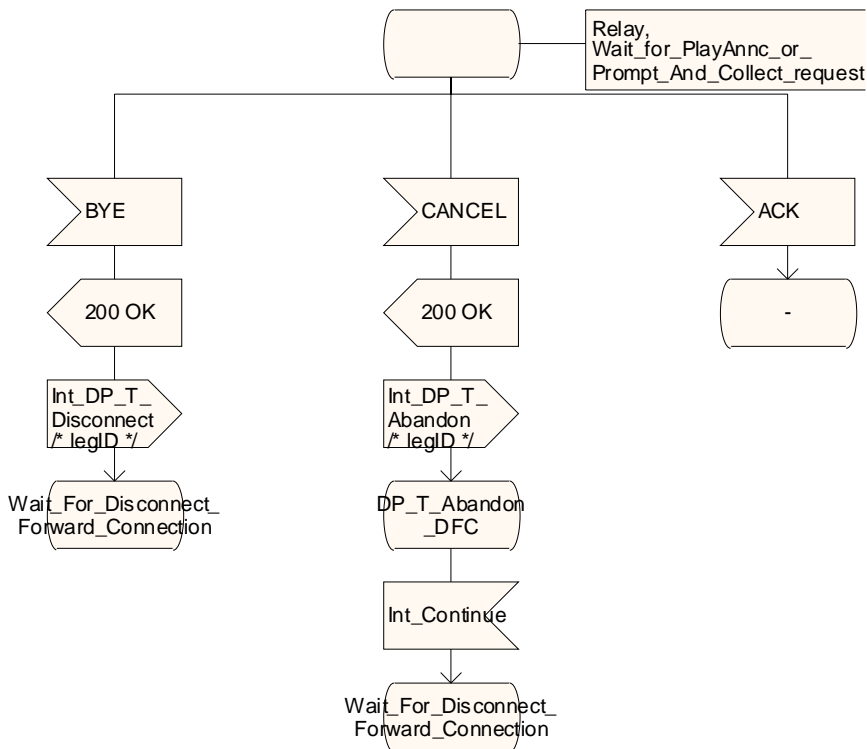 Relay,
Wait_for_PlayAnnc_or_
Prompt_And_Collect_request
BYE
CANCEL
ACK
200 OK
200 OK
-
Int_DP_T_
Disconnect
/* legID */
Int_DP_T_
Abandon
/* legID */
Wait_For_Disconnect_
Forward_Connection
DP_T_Abandon
_DFC
Int_Continue
Wait_For_Disconnect_
Forward_Connection